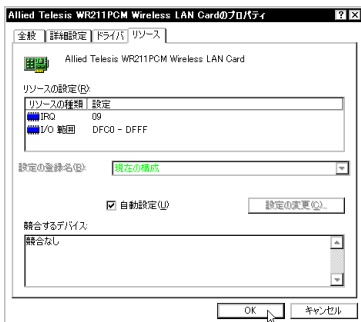 Allied Telesis WR211PCM Wireless LAN Cardのプロパティ
全般 詳細設定 ドライバ リソース
Allied Telesis WR211PCM Wireless LAN Card
リソースの設定(R):
リソースの種類 設定
IRQ 09
I/O 範囲 DFC0 - DFFF
設定の登録名(B): 現在の構成
自動設定(U) 設定の変更(C)...
競合するデバイス:
競合なし
OK キャンセル